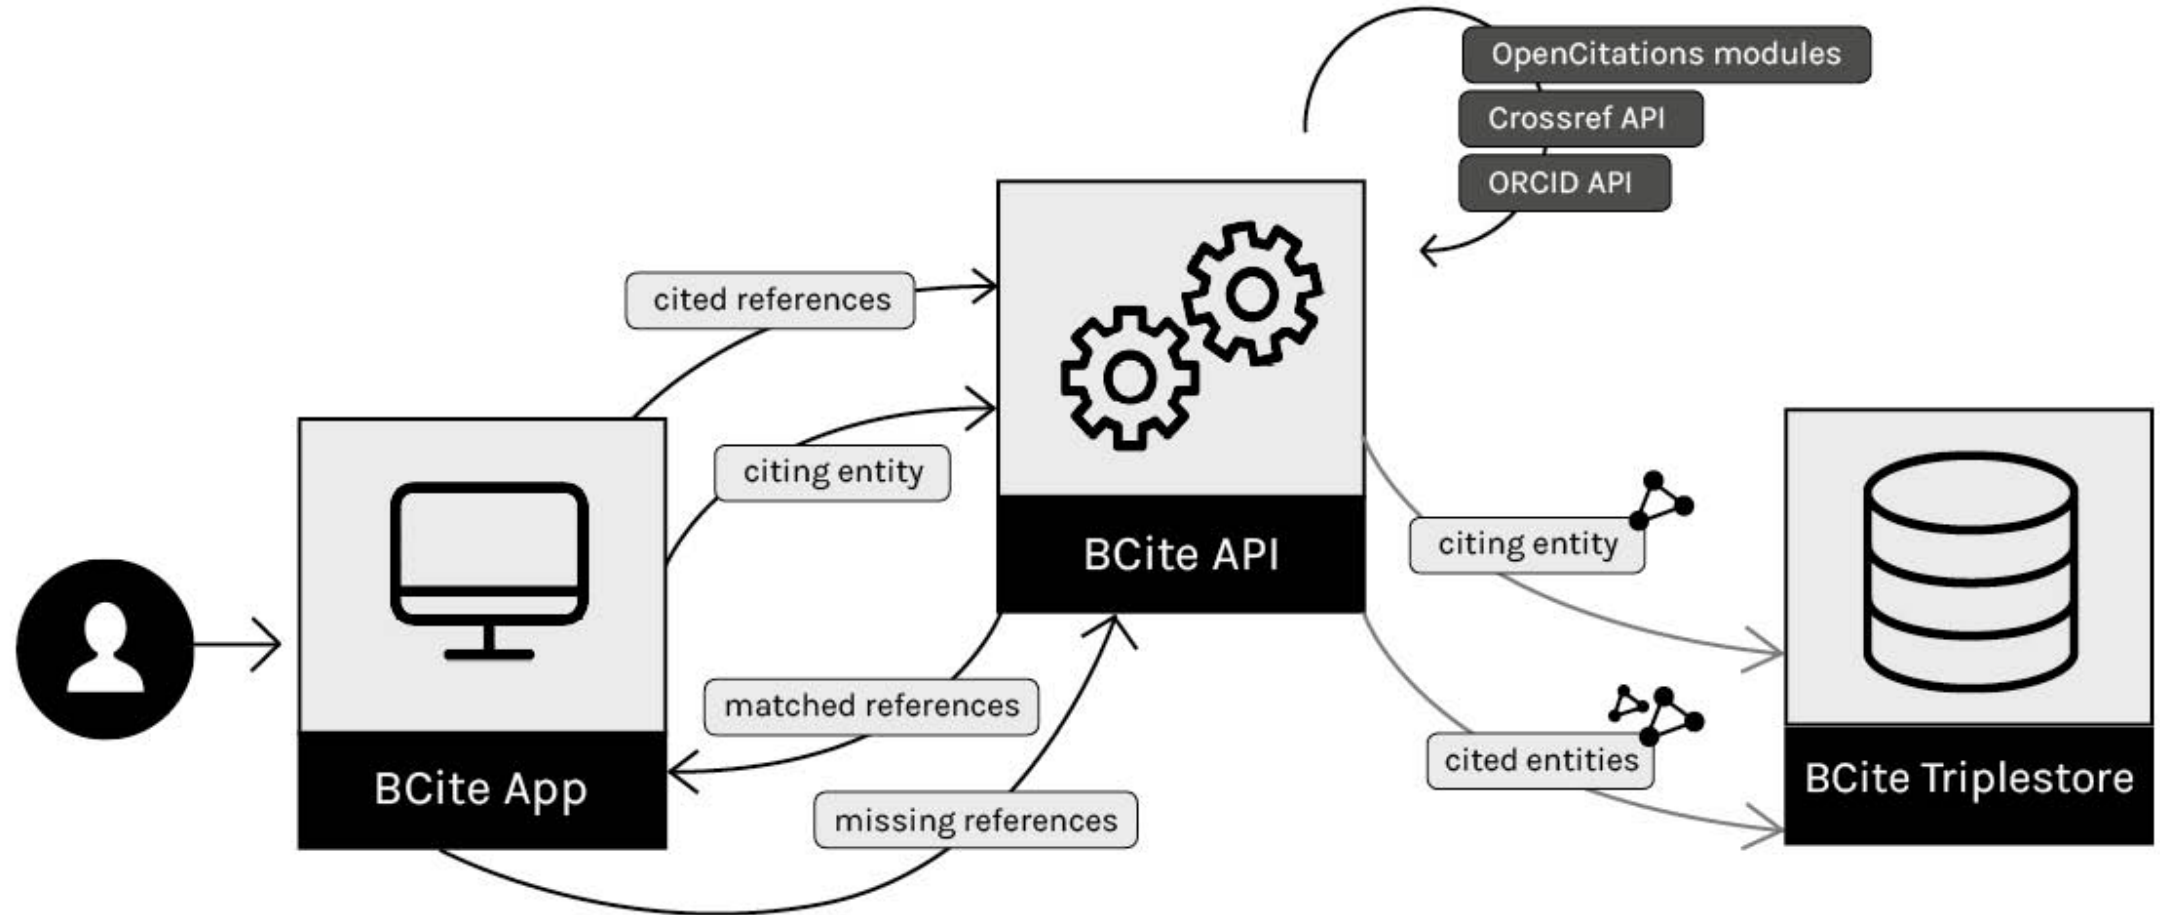 OpenCitations modules
Crossref API
ORCID API
cited references
citing entity
BCite API
citing entity
matched references
cited entities
BCite App
BCite Triplestore
missing references